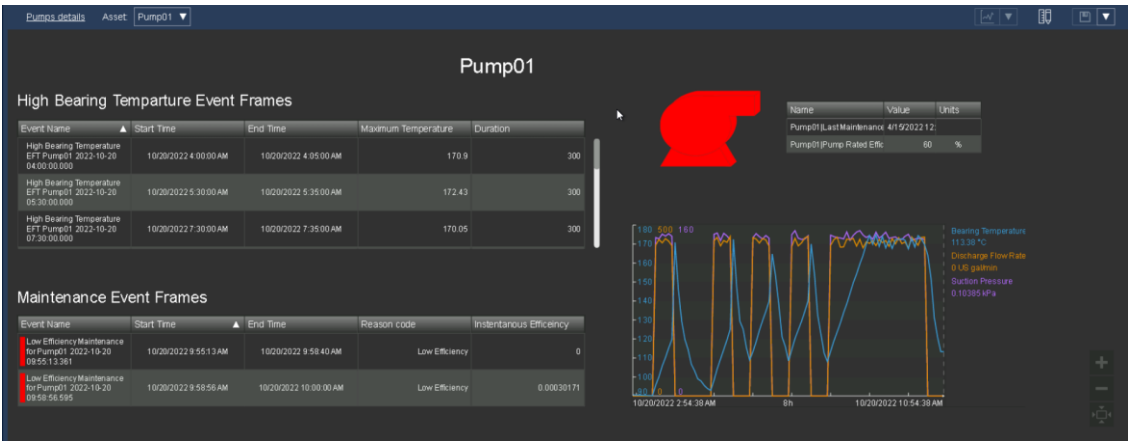 Pumps details Asset Pump01
Pump01
High Bearing Temparture Event Frames
Event Name Start Time End Time Maximum Temperature Duration
High Bearing Temperature
EFT Pump01 2022-10-20
04:00:00.000
10/20/2022 4:00:00 AM 10/20/2022 4:05:00 AM 170.9 300
High Bearing Temperature
EFT Pump01 2022-10-20
05:30:00.000
10/20/2022 5:30:00 AM 10/20/2022 5:35:00 AM 172.43 300
High Bearing Temperature
EFT Pump01 2022-10-20
07:30:00.000
10/20/2022 7:30:00 AM 10/20/2022 7:35:00 AM 170.05 300
Maintenance Event Frames
Event Name Start Time End Time Reason code Instentanous Efficeincy
Low Efficiency Maintenance
for Pump01 2022-10-20
09:55:13.361
10/20/2022 9:55:13 AM 10/20/2022 9:58:40 AM Low Efficiency 0
Low Efficiency Maintenance
for Pump01 2022-10-20
09:58:56.595
10/20/2022 9:58:56 AM 10/20/2022 10:00:00 AM Low Efficiency 0.00030171
Name Value Units
Pump01|Last Maintenance 4/15/2022 12:
Pump01|Pump Rated Effic 60 %
180 500 160
170
160
150
140
130
120
110
100
90 0 0
10/20/2022 2:54:38 AM 8h 10/20/2022 10:54:38 AM
Bearing Temperature
113.38 °C
Discharge Flow Rate
0 US gal/min
Suction Pressure
0.10385 kPa